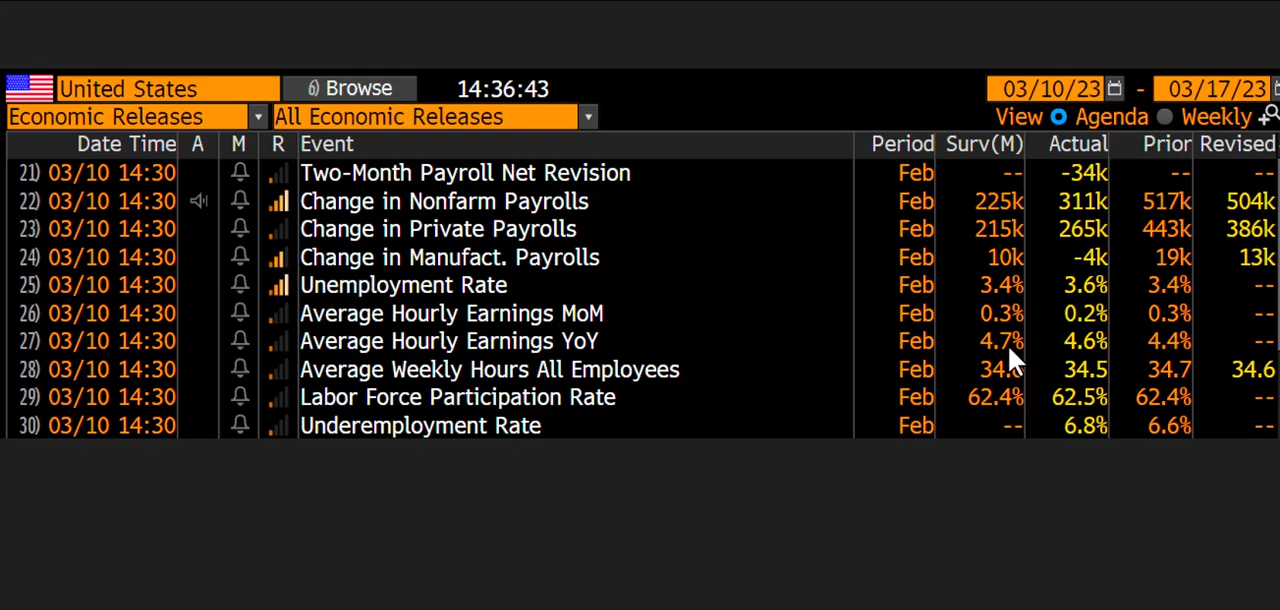 United States 6) Browse 14:36:43 03/10/23 - 03/17/23
Economic Releases All Economic Releases View Agenda Weekly
Date Time A M R Event Period Surv(M) Actual Prior Revised
21) 03/10 14:30 Two-Month Payroll Net Revision Feb -- -34k -- --
22) 03/10 14:30 Change in Nonfarm Payrolls Feb 225k 311k 517k 504k
23) 03/10 14:30 Change in Private Payrolls Feb 215k 265k 443k 386k
24) 03/10 14:30 Change in Manufact. Payrolls Feb 10k -4k 19k 13k
25) 03/10 14:30 Unemployment Rate Feb 3.4% 3.6% 3.4% --
26) 03/10 14:30 Average Hourly Earnings MoM Feb 0.3% 0.2% 0.3% --
27) 03/10 14:30 Average Hourly Earnings YoY Feb 4.7% 4.6% 4.4% --
28) 03/10 14:30 Average Weekly Hours All Employees Feb 34.5 34.7 34.6
29) 03/10 14:30 Labor Force Participation Rate Feb 62.4% 62.5% 62.4% --
30) 03/10 14:30 Underemployment Rate Feb -- 6.8% 6.6% --